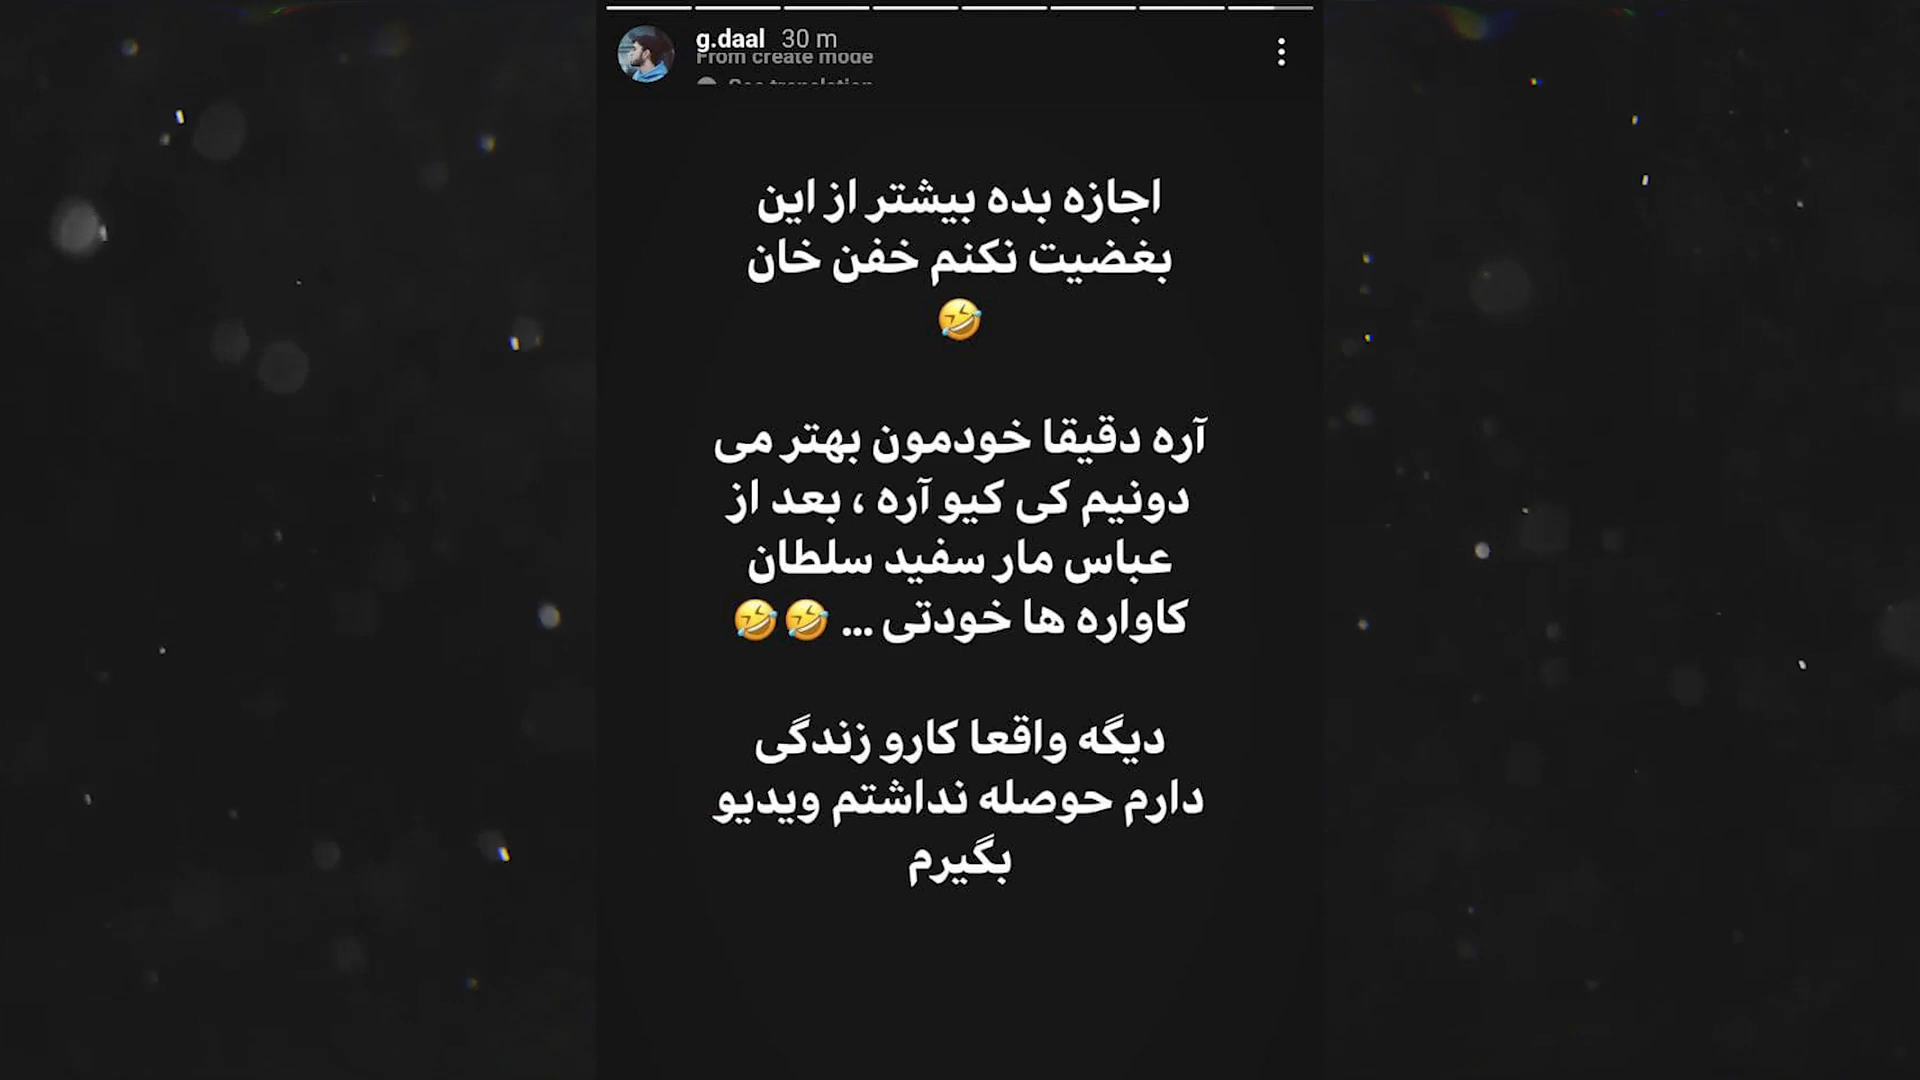 g.daal 30 m
From create mode
See translation
اجازه بده بیشتر از این
بغضیت نکنم خفن خان
🤣
آره دقیقا خودمون بهتر می
دونیم کی کیو آره ، بعد از
عباس مار سفید سلطان
کاواره ها خودتی ... 🤣🤣
دیگه واقعا کارو زندگی
دارم حوصله نداشتم ویدیو
بگیرم